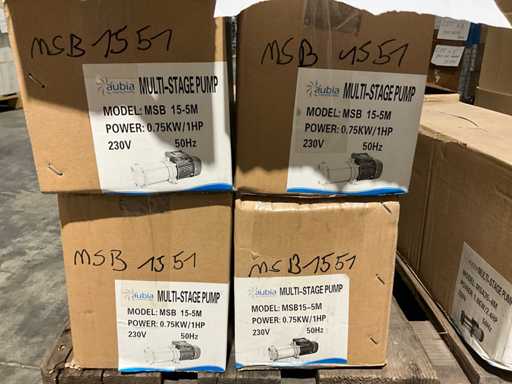 MSB 1551
aubia
MULTI-STAGE PUMP
MODEL: MSB 15-5M
POWER: 0.75KW/1HP
230V 50Hz
MSB 1551
aubia
MULTI-STAGE PUMP
MODEL: MSB 15-5M
POWER: 0.75KW/1HP
230V 50Hz
MSB 1551
aubia
MULTI-STAGE PUMP
MODEL: MSB 15-5M
POWER: 0.75KW/1HP
230V 50Hz
MSB 1551
aubia
MULTI-STAGE PUMP
MODEL: MSB15-5M
POWER: 0.75KW/1HP
230V 50Hz
MULTI-STAGE PUMP